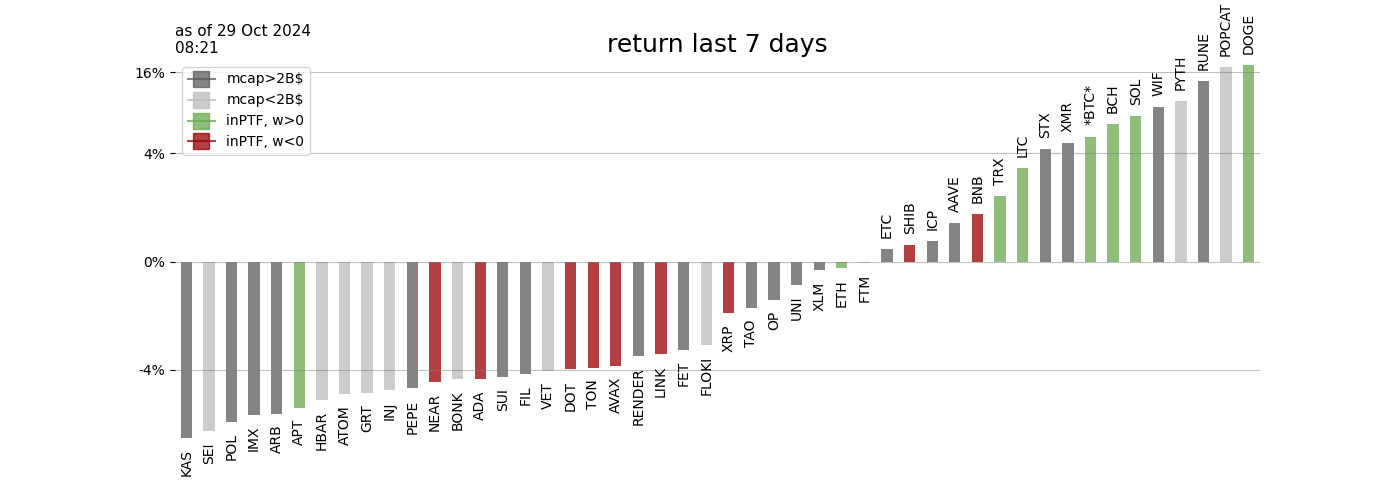 as of 29 Oct 2024
08:21
return last 7 days
16%
4%
0%
-4%
mcap>2B$
mcap<2B$
inPTF, w>0
inPTF, w<0
KAS
SEI
POL
IMX
ARB
APT
HBAR
ATOM
GRT
INJ
PEPE
NEAR
BONK
ADA
SUI
FIL
VET
DOT
TON
AVAX
RENDER
LINK
FET
FLOKI
XRP
TAO
OP
UNI
XLM
ETH
FTM
ETC
SHIB
ICP
AAVE
BNB
TRX
LTC
STX
XMR
*BTC*
BCH
SOL
WIF
PYTH
RUNE
POPCAT
DOGE